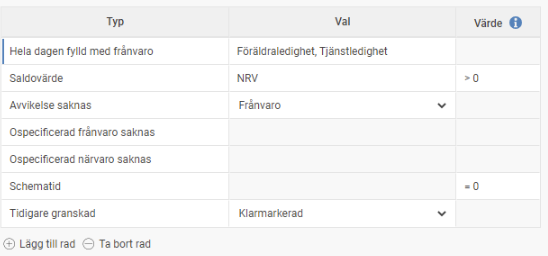 Typ Val Värde
Hela dagen fylld med frånvaro Föräldraledighet, Tjänstledighet
Saldovärde NRV > 0
Avvikelse saknas Frånvaro
Ospecificerad frånvaro saknas
Ospecificerad närvaro saknas
Schematid = 0
Tidigare granskad Klarmarkerad
Lägg till rad Ta bort rad